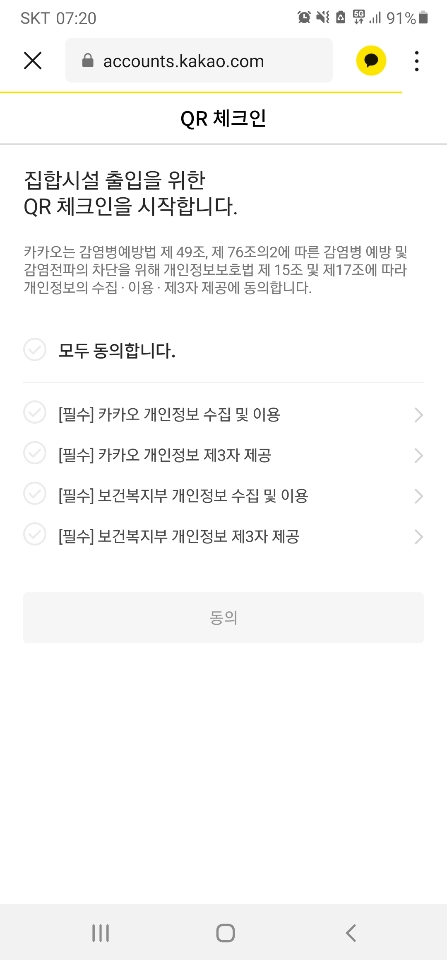 SKT 07:20 5G 91%
accounts.kakao.com
QR 체크인
집합시설 출입을 위한
QR 체크인을 시작합니다.
카카오는 감염병예방법 제 49조, 제 76조의2에 따른 감염병 예방 및
감염전파의 차단을 위해 개인정보보호법 제 15조 및 제17조에 따라
개인정보의 수집 · 이용 · 제3자 제공에 동의합니다.
모두 동의합니다.
[필수] 카카오 개인정보 수집 및 이용
[필수] 카카오 개인정보 제3자 제공
[필수] 보건복지부 개인정보 수집 및 이용
[필수] 보건복지부 개인정보 제3자 제공
동의